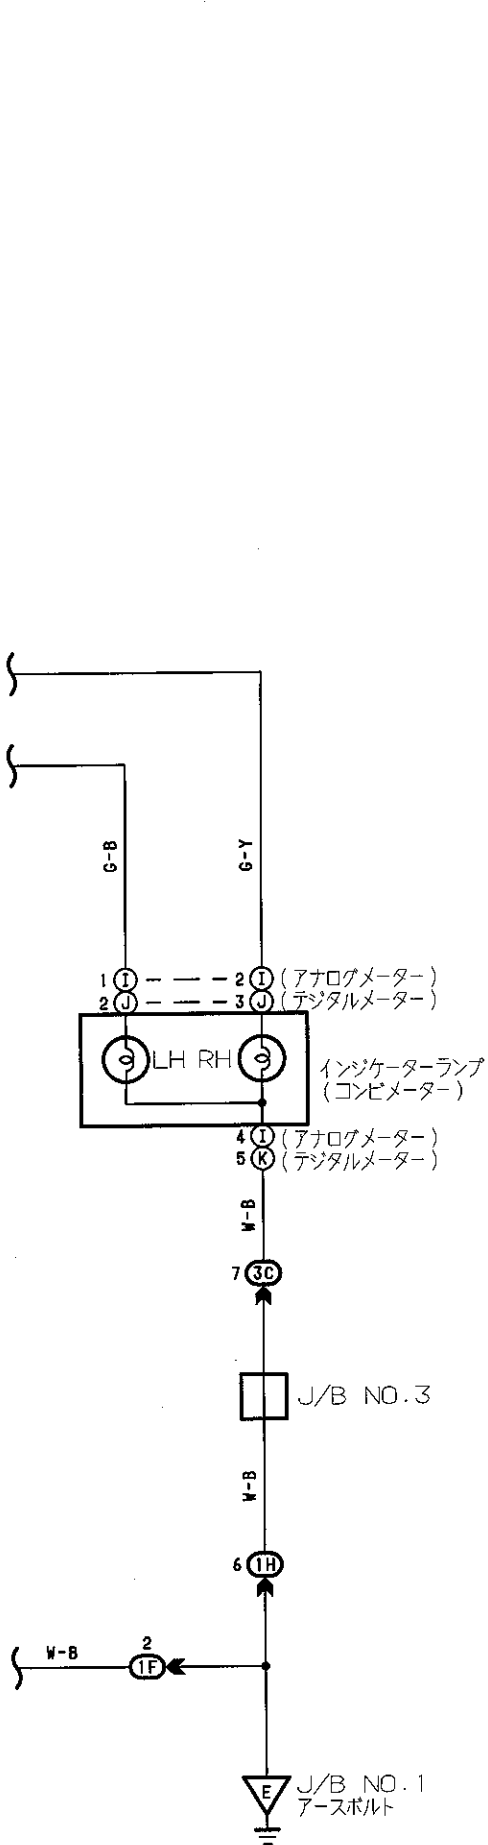 G-B
G-Y
1 I 2 I (アナログメーター)
2 J 3 J (デジタルメーター)
LH RH
インジケーターランプ
(コンビメーター)
4 I (アナログメーター)
5 K (デジタルメーター)
W-B
7 3C
J/B NO.3
W-B
6 1H
2
W-B 1F
E J/B NO.1
アースボルト